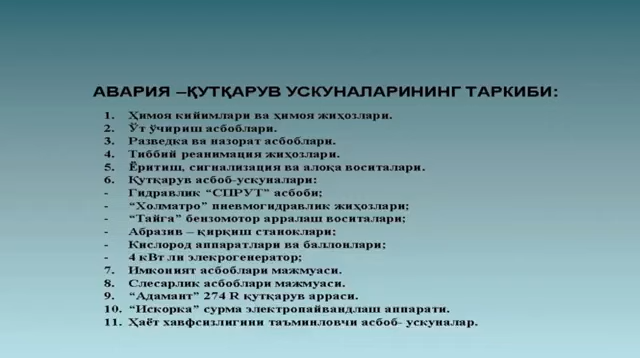 АВАРИЯ –ҚУТҚАРУВ УСКУНАЛАРИНИНГ ТАРКИБИ:
1. Ҳимоя кийимлари ва ҳимоя жиҳозлари.
2. Ўт ўчириш асбоблари.
3. Разведка ва назорат асбоблари.
4. Тиббий реанимация жиҳозлари.
5. Ёритиш, сигнализация ва алоқа воситалари.
6. Қутқарув асбоб-ускуналари:
- Гидравлик “СПРУТ” асбоби;
- “Холматро” пневмогидравлик жиҳозлари;
- “Тайга” бензомотор арралаш воситалари;
- Абразив – қирқиш станоклари;
- Кислород аппаратлари ва баллонлари;
- 4 кВт ли элекрогенератор;
7. Имконият асбоблари мажмуаси.
8. Слесарлик асбоблари мажмуаси.
9. “Адамант” 274 R қутқарув арраси.
10. “Искорка” сурма электропайвандлаш аппарати.
11. Ҳаёт хавфсизлигини таъминловчи асбоб- ускуналар.